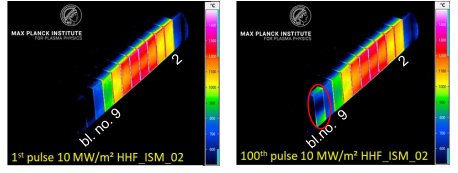 MAX PLANCK INSTITUTE
FOR PLASMA PHYSICS
°C
2
bl. no. 9
1st pulse 10 MW/m² HHF_ISM_02
MAX PLANCK INSTITUTE
FOR PLASMA PHYSICS
°C
2
bl. no. 9
100th pulse 10 MW/m² HHF_ISM_02